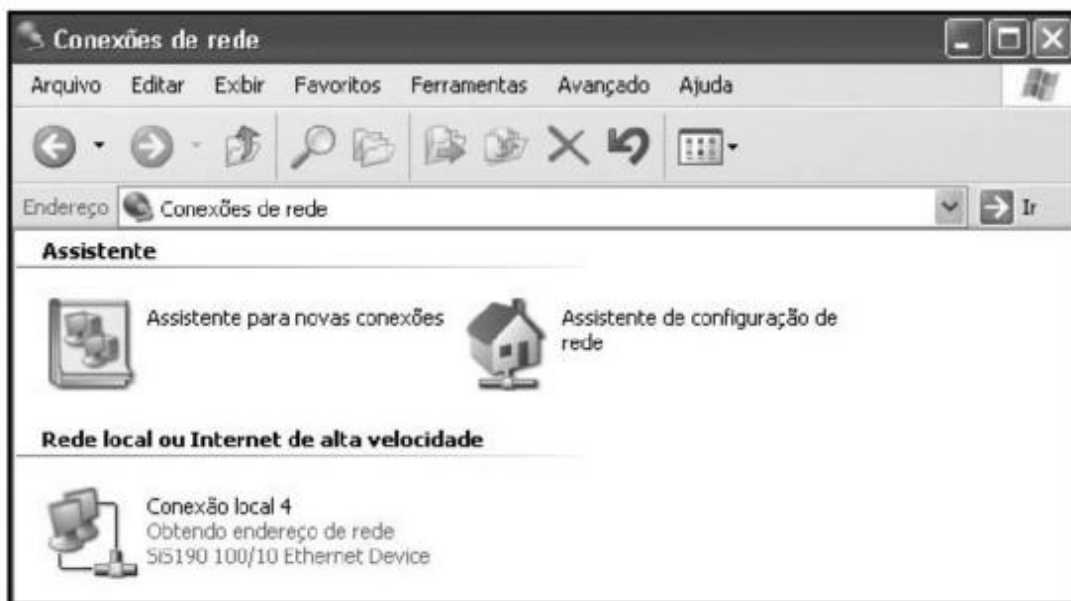 Conexões de rede
Arquivo Editar Exibir Favoritos Ferramentas Avançado Ajuda
Endereço Conexões de rede Ir
Assistente
Assistente para novas conexões
Assistente de configuração de
rede
Rede local ou Internet de alta velocidade
Conexão local 4
Obtendo endereço de rede
SiS190 100/10 Ethernet Device